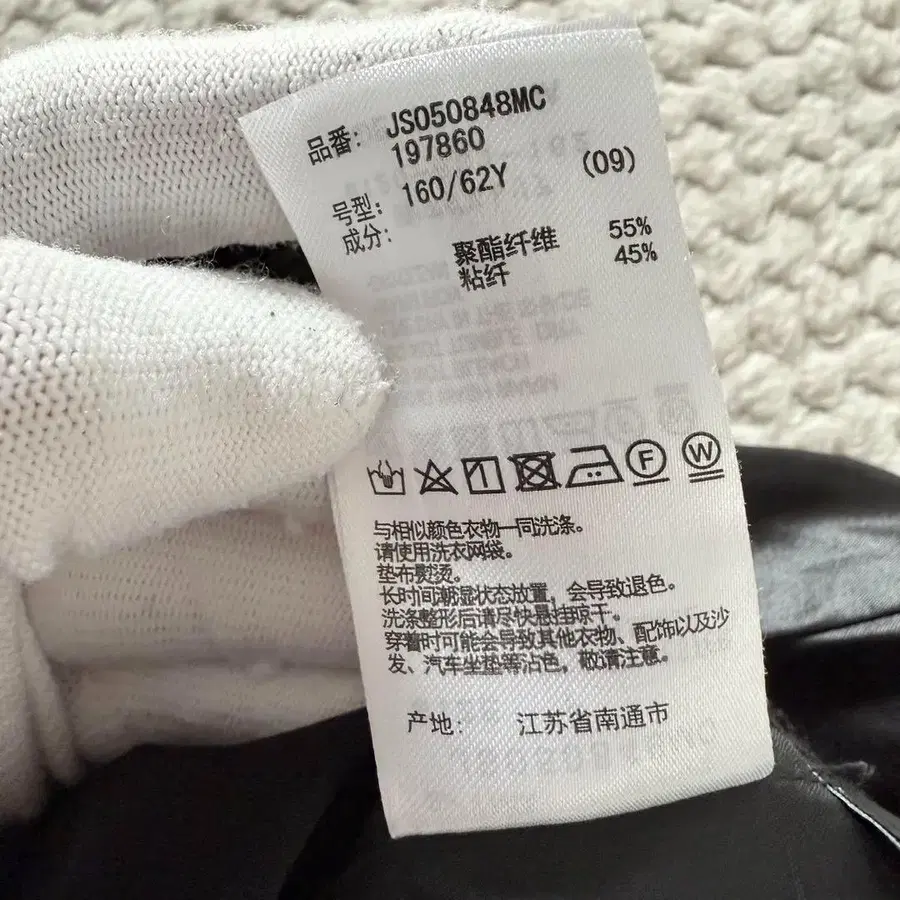 品番: JS050848MC
197860
号型: 160/62Y (09)
成分:
聚酯纤维 55%
粘纤 45%
F W
与相似颜色衣物一同洗涤。
请使用洗衣网袋。
垫布熨烫。
长时间潮湿状态放置，会导致退色。
洗涤整形后请尽快悬挂晾干。
穿着时可能会导致其他衣物、配饰以及沙
发、汽车坐垫等沾色，敬请注意。
产地: 江苏省南通市